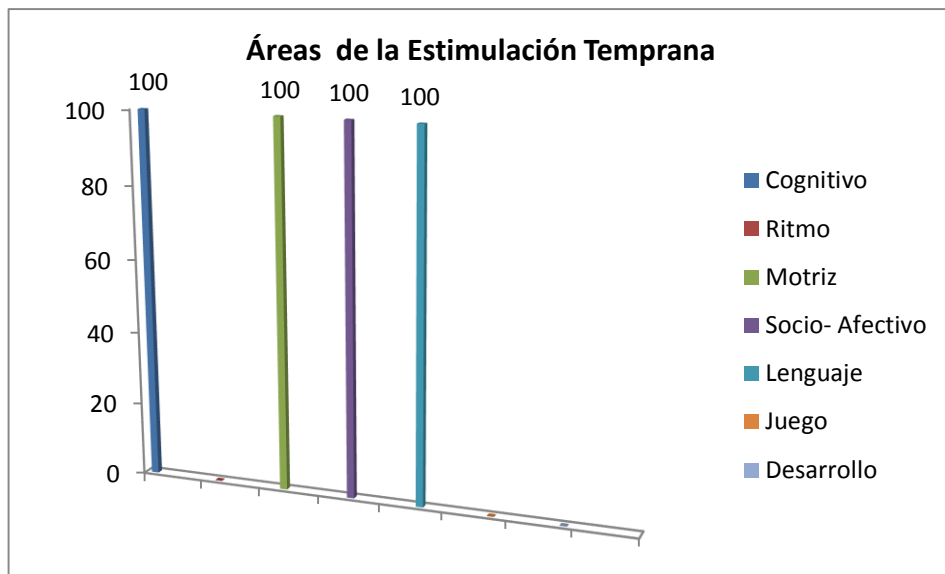 Áreas de la Estimulación Temprana
100
100
100
100
100
80
60
40
20
0
Cognitivo
Ritmo
Motriz
Socio- Afectivo
Lenguaje
Juego
Desarrollo